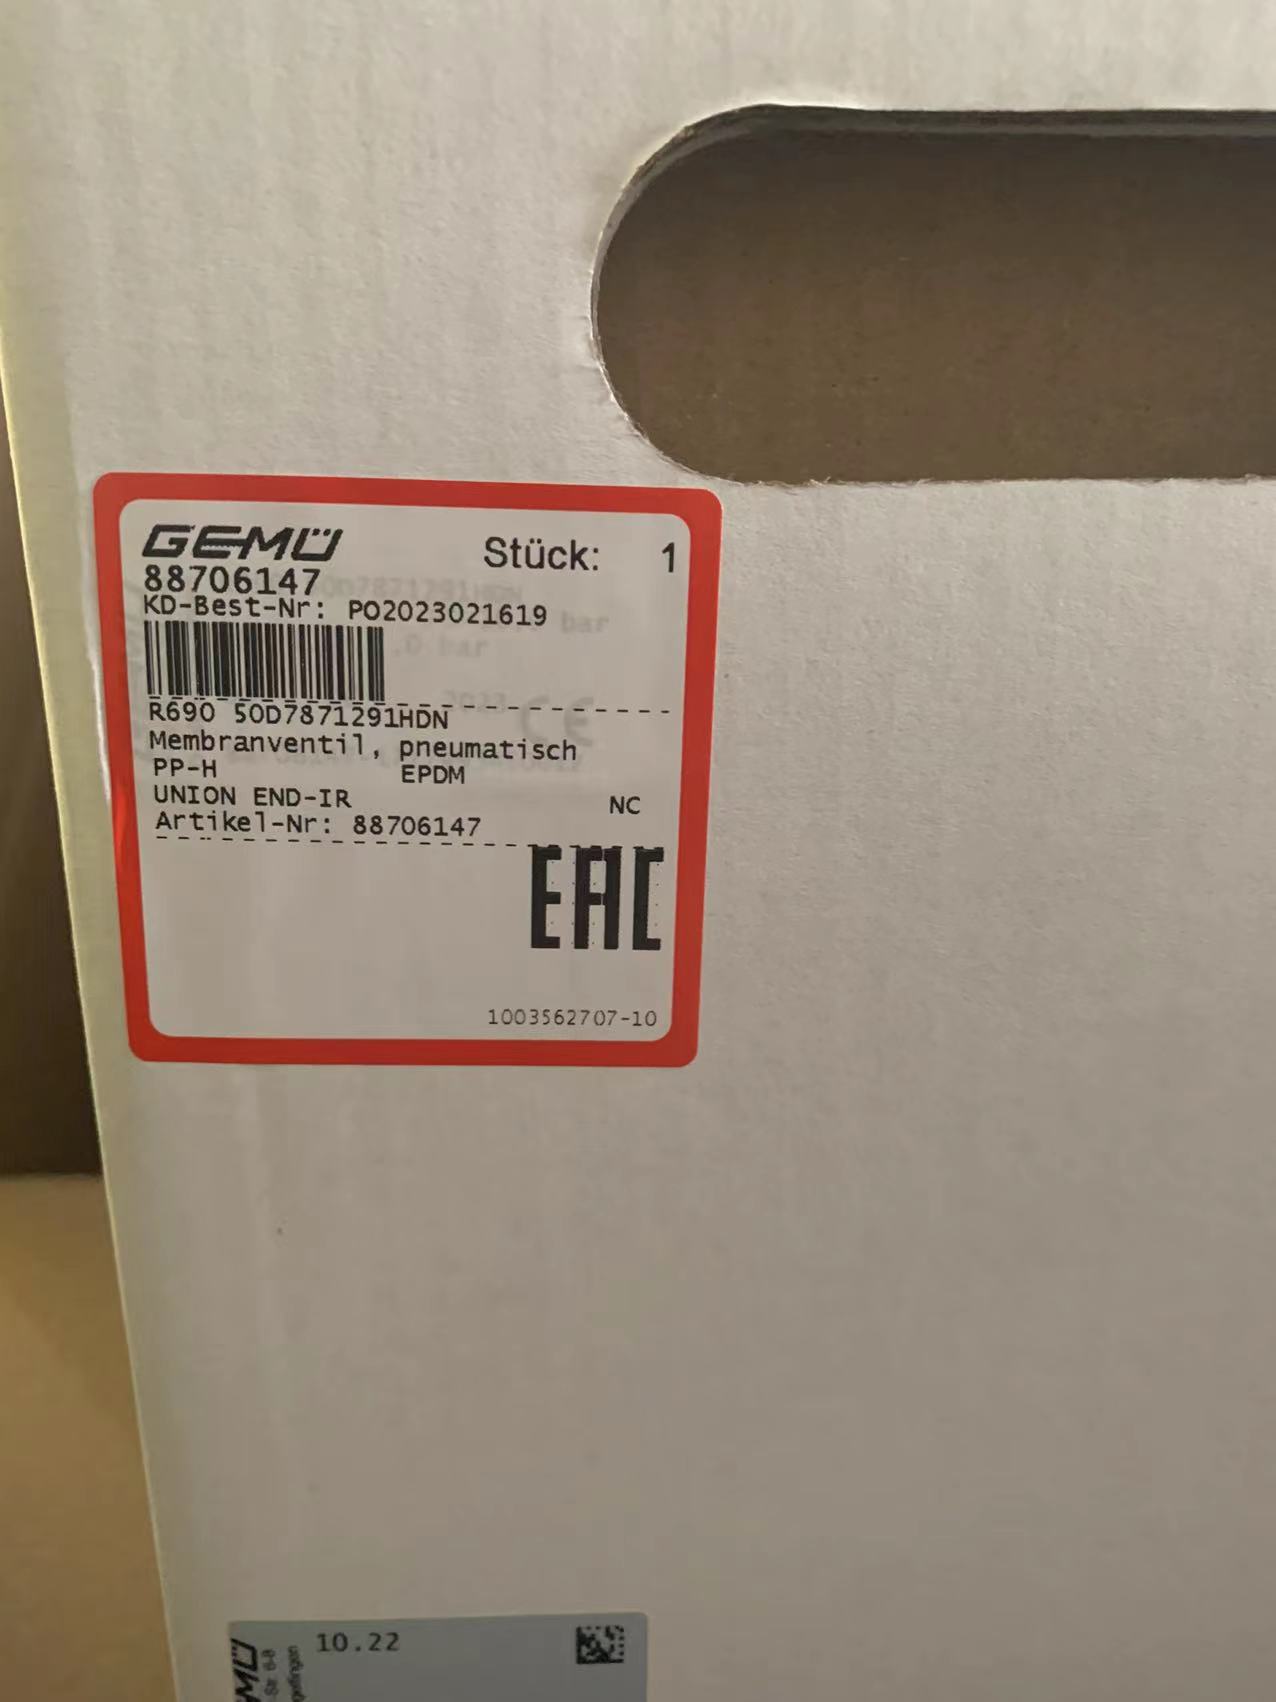 GEMÜ Stück: 1
88706147
KD-Best-Nr: PO2023021619
R690 50D7871291HDN
Membranventil, pneumatisch
PP-H EPDM
UNION END-IR NC
Artikel-Nr: 88706147
EAC
1003562707-10
10.22